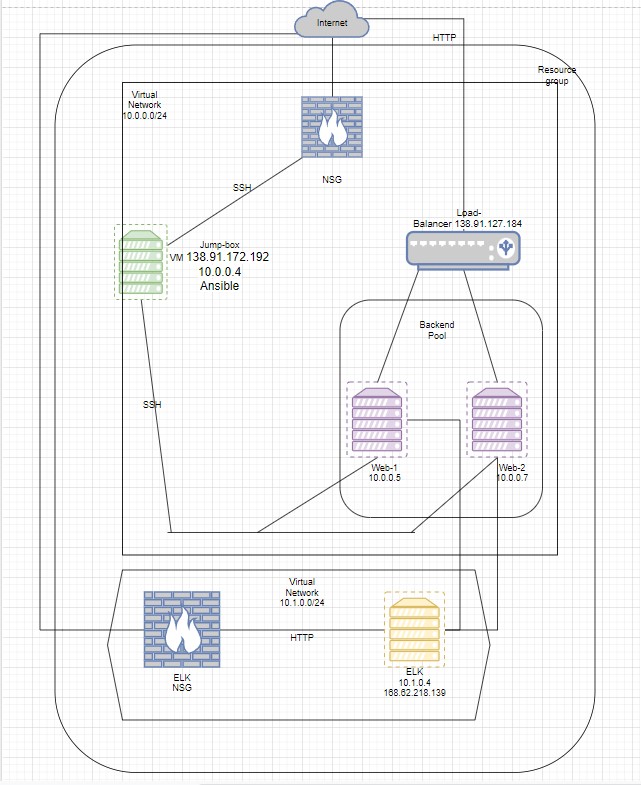 Internet
HTTP
Resource
group
Virtual
Network
10.0.0.0/24
NSG
SSH
Load-
Balancer 138.91.127.184
Jump-box
VM 138.91.172.192
10.0.0.4
Ansible
Backend
Pool
SSH
Web-1
10.0.0.5
Web-2
10.0.0.7
Virtual
Network
10.1.0.0/24
HTTP
ELK
NSG
ELK
10.1.0.4
168.62.218.139